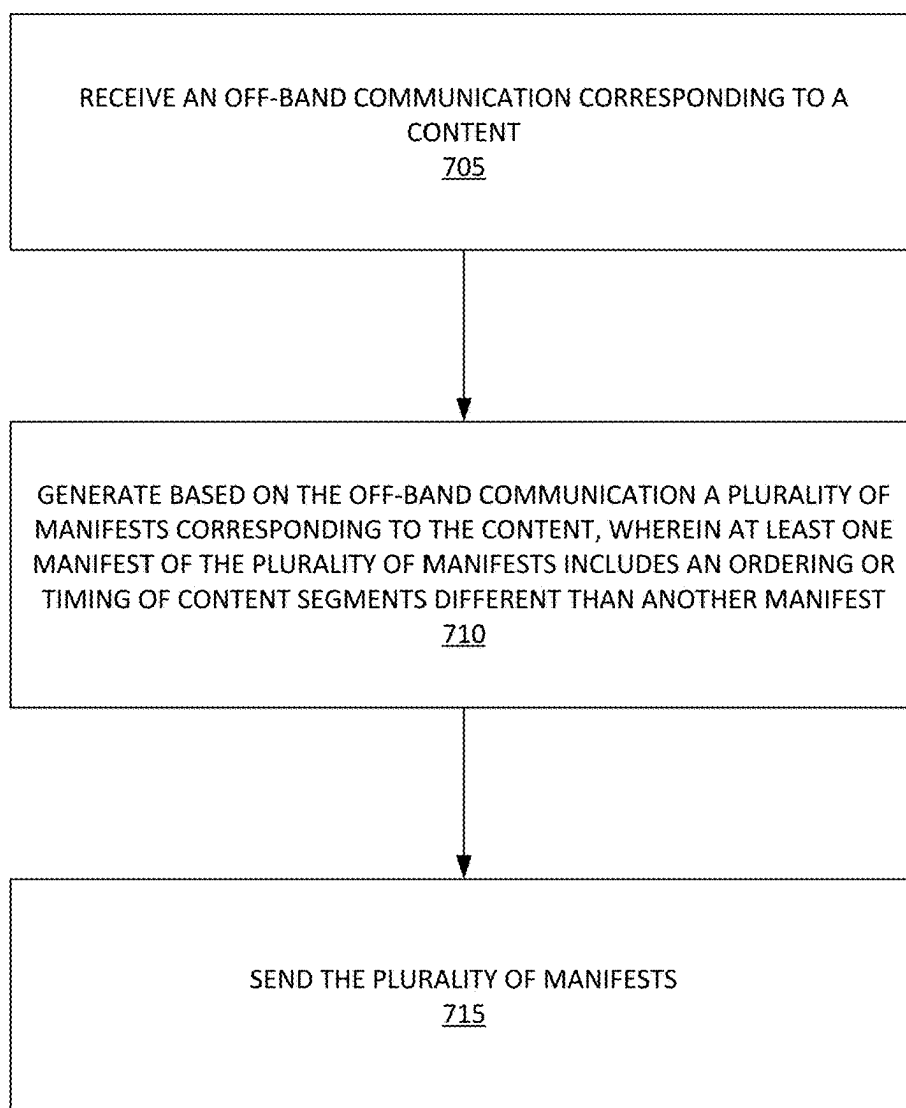 RECEIVE AN OFF-BAND COMMUNICATION CORRESPONDING TO A
CONTENT
705
GENERATE BASED ON THE OFF-BAND COMMUNICATION A PLURALITY OF
MANIFESTS CORRESPONDING TO THE CONTENT, WHEREIN AT LEAST ONE
MANIFEST OF THE PLURALITY OF MANIFESTS INCLUDES AN ORDERING OR
TIMING OF CONTENT SEGMENTS DIFFERENT THAN ANOTHER MANIFEST
710
SEND THE PLURALITY OF MANIFESTS
715